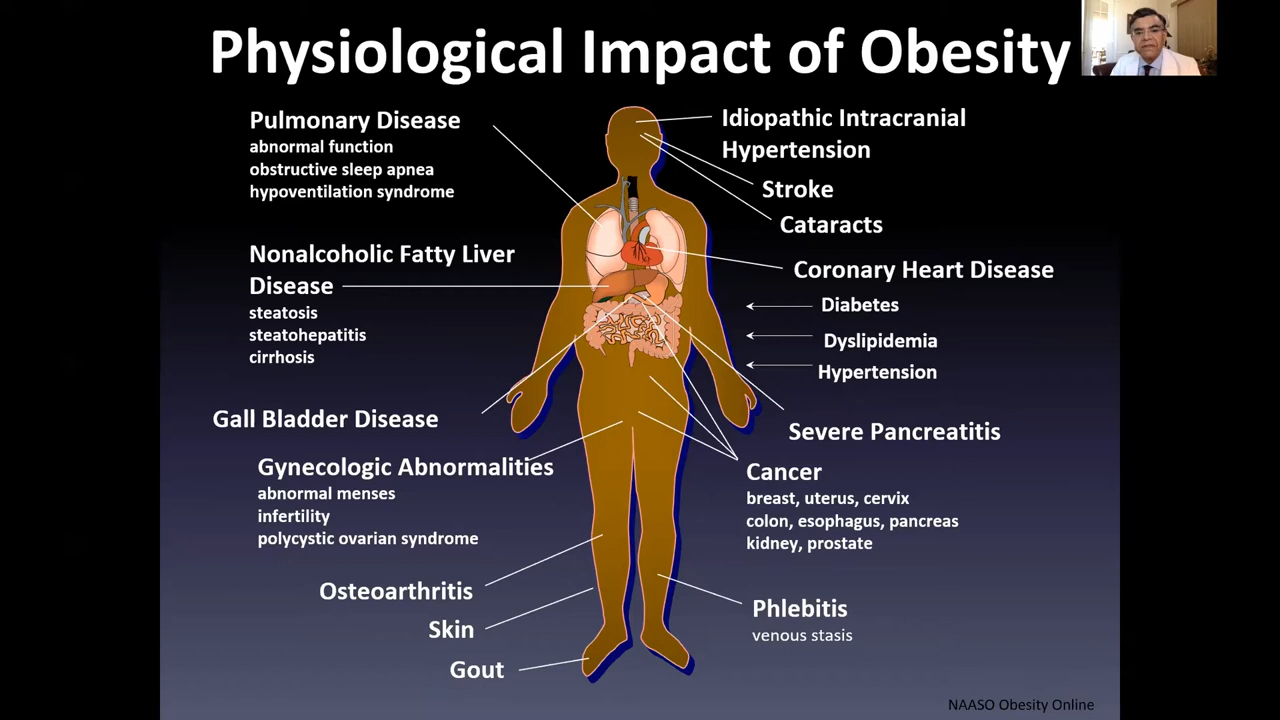 Physiological Impact of Obesity
Pulmonary Disease
abnormal function
obstructive sleep apnea
hypoventilation syndrome
Nonalcoholic Fatty Liver
Disease
steatosis
steatohepatitis
cirrhosis
Gall Bladder Disease
Gynecologic Abnormalities
abnormal menses
infertility
polycystic ovarian syndrome
Osteoarthritis
Skin
Gout
Idiopathic Intracranial
Hypertension
Stroke
Cataracts
Coronary Heart Disease
Diabetes
Dyslipidemia
Hypertension
Severe Pancreatitis
Cancer
breast, uterus, cervix
colon, esophagus, pancreas
kidney, prostate
Phlebitis
venous stasis
NAASO Obesity Online